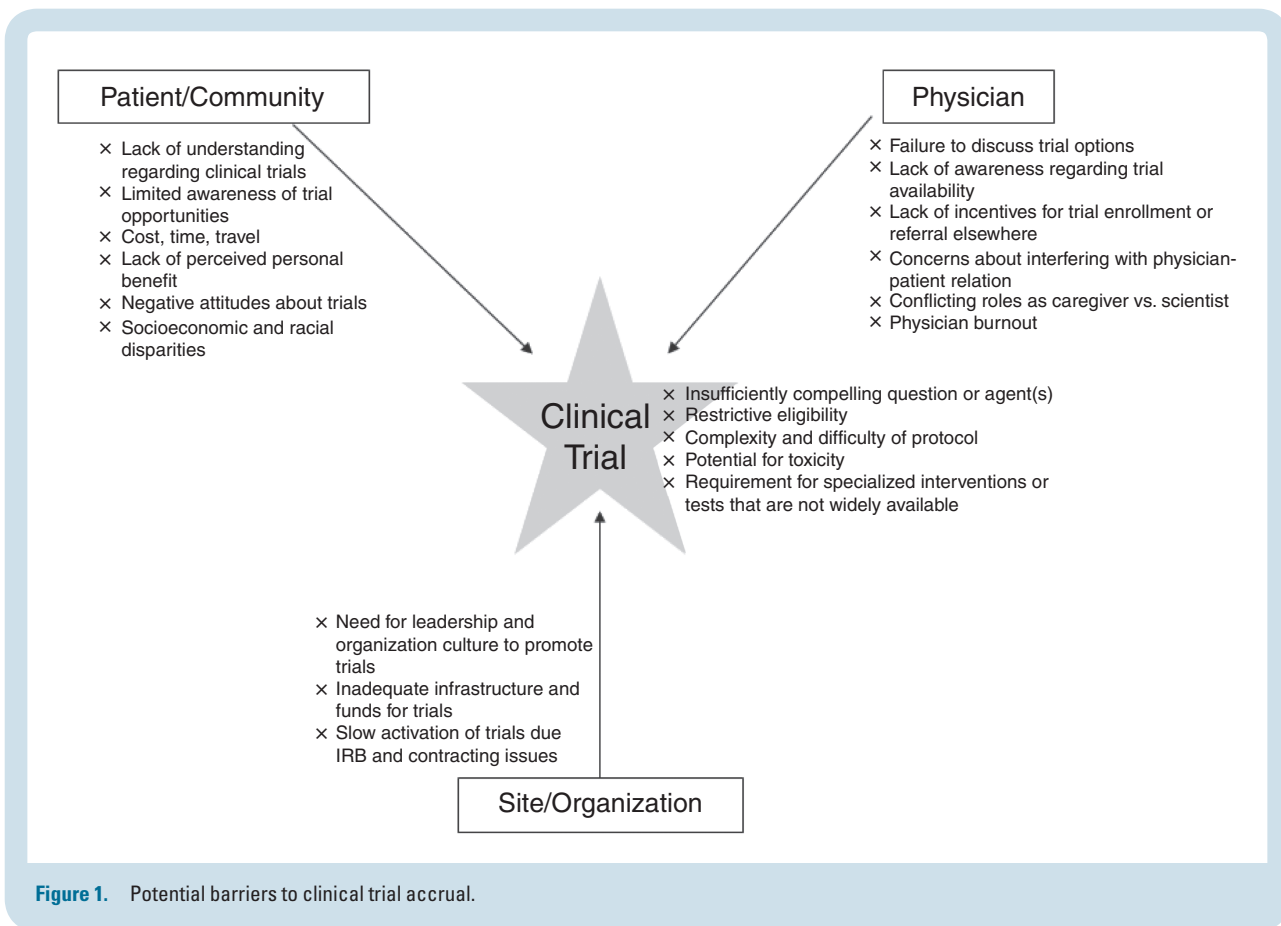 Patient/Community
× Lack of understanding
regarding clinical trials
× Limited awareness of trial
opportunities
× Cost, time, travel
× Lack of perceived personal
benefit
× Negative attitudes about trials
× Socioeconomic and racial
disparities
Physician
× Failure to discuss trial options
× Lack of awareness regarding trial
availability
× Lack of incentives for trial enrollment or
referral elsewhere
× Concerns about interfering with physician-
patient relation
× Conflicting roles as caregiver vs. scientist
× Physician burnout
Clinical
Trial
× Insufficiently compelling question or agent(s)
× Restrictive eligibility
× Complexity and difficulty of protocol
× Potential for toxicity
× Requirement for specialized interventions or
tests that are not widely available
× Need for leadership and
organization culture to promote
trials
× Inadequate infrastructure and
funds for trials
× Slow activation of trials due
IRB and contracting issues
Site/Organization
Figure 1. Potential barriers to clinical trial accrual.